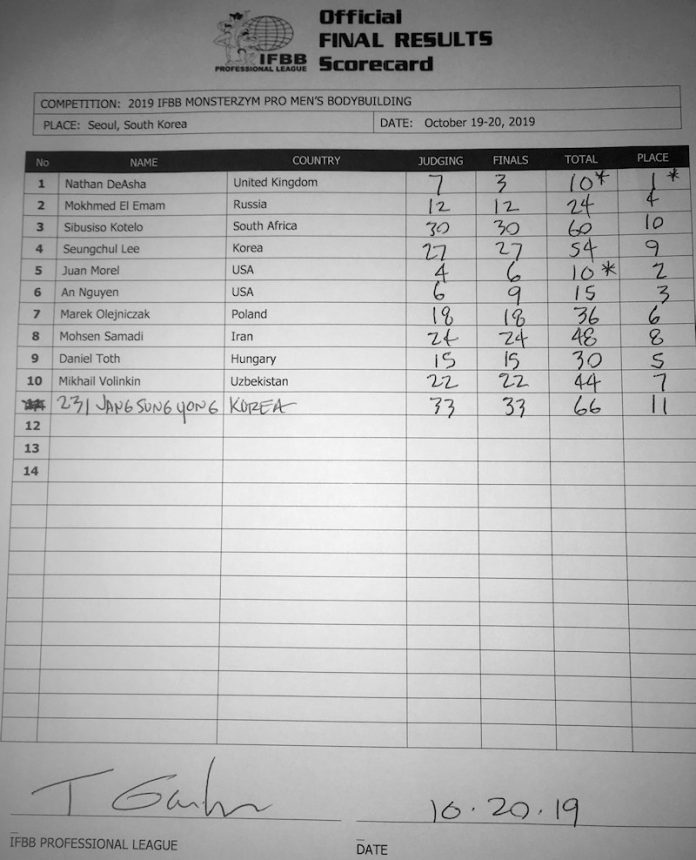 Official
FINAL RESULTS
IFBB
PROFESSIONAL LEAGUE Scorecard
COMPETITION: 2019 IFBB MONSTERZYM PRO MEN'S BODYBUILDING
PLACE: Seoul, South Korea DATE: October 19-20, 2019
No NAME COUNTRY JUDGING FINALS TOTAL PLACE
1 Nathan DeAsha United Kingdom 7 3 10* 1*
2 Mokhmed El Emam Russia 12 12 24 4
3 Sibusiso Kotelo South Africa 30 30 60 10
4 Seungchul Lee Korea 27 27 54 9
5 Juan Morel USA 4 6 10* 2
6 An Nguyen USA 6 9 15 3
7 Marek Olejniczak Poland 18 18 36 6
8 Mohsen Samadi Iran 24 24 48 8
9 Daniel Toth Hungary 15 15 30 5
10 Mikhail Volinkin Uzbekistan 22 22 44 7
231 JANGSUNGYONG KOREA 33 33 66 11
12
13
14
10.20.19
IFBB PROFESSIONAL LEAGUE DATE